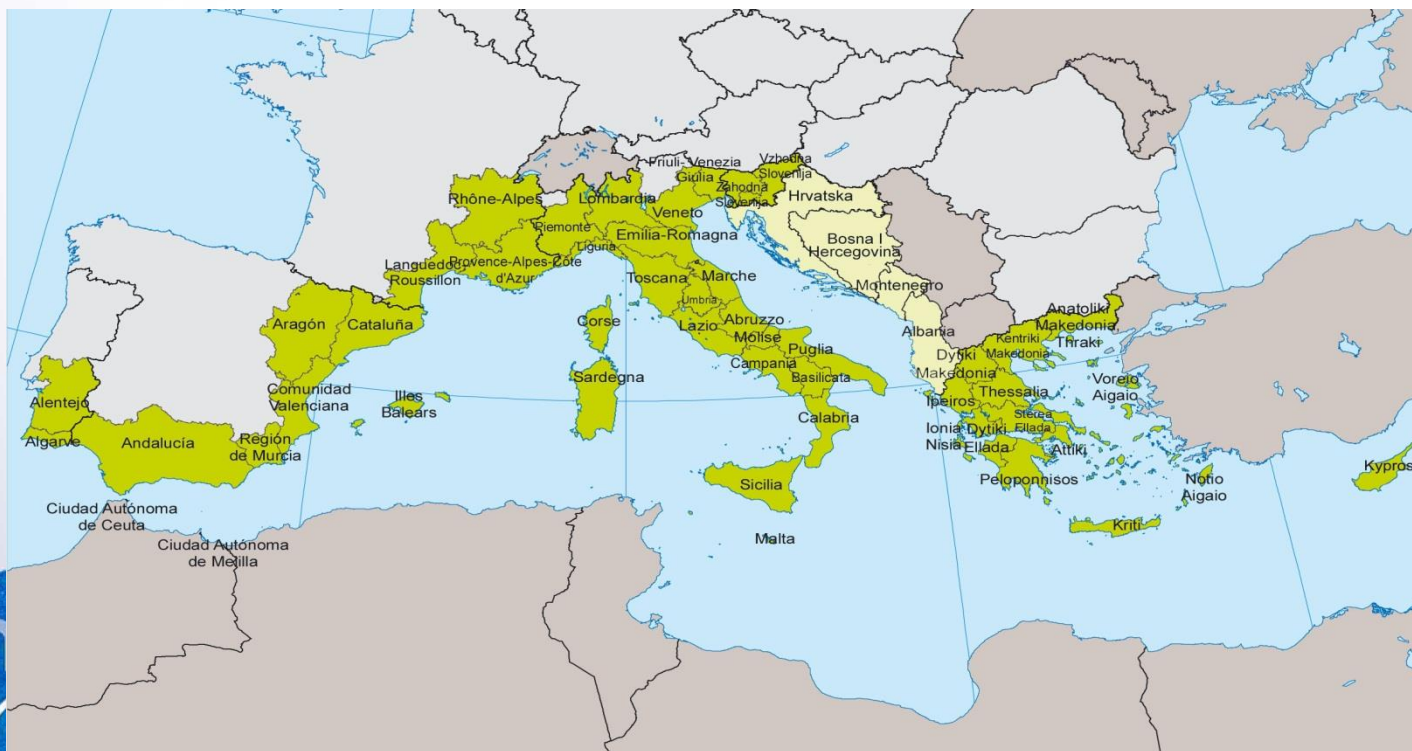 Friuli- Venezia
Giulia
Vzhodna
Slovenija
Zahodna
Slovenija
Hrvatska
Rhône-Alpes
Lombardia
Veneto
Piemonte
Emilia-Romagna
Liguria
Bosna I
Hercegovina
Languedoc-
Roussillon
Provence-Alpes-Côte
d'Azur
Toscana
Marche
Montenegro
Umbria
Aragón
Cataluña
Corse
Lazio
Abruzzo
Molise
Albania
Anatoliki
Makedonia,
Thraki
Kentriki
Makedonia
Puglia
Campania
Basilicata
Dytiki
Makedonia
Sardegna
Comunidad
Valenciana
Illes
Balears
Thessalia
Voreio
Aigaio
Alentejo
Ipeiros
Calabria
Sterea
Ellada
Algarve
Andalucía
Región
de Murcia
Ionia
Nisia
Dytiki
Ellada
Attiki
Kypros
Sicilia
Peloponnisos
Notio
Aigaio
Ciudad Autónoma
de Ceuta
Kriti
Malta
Ciudad Autónoma
de Melilla